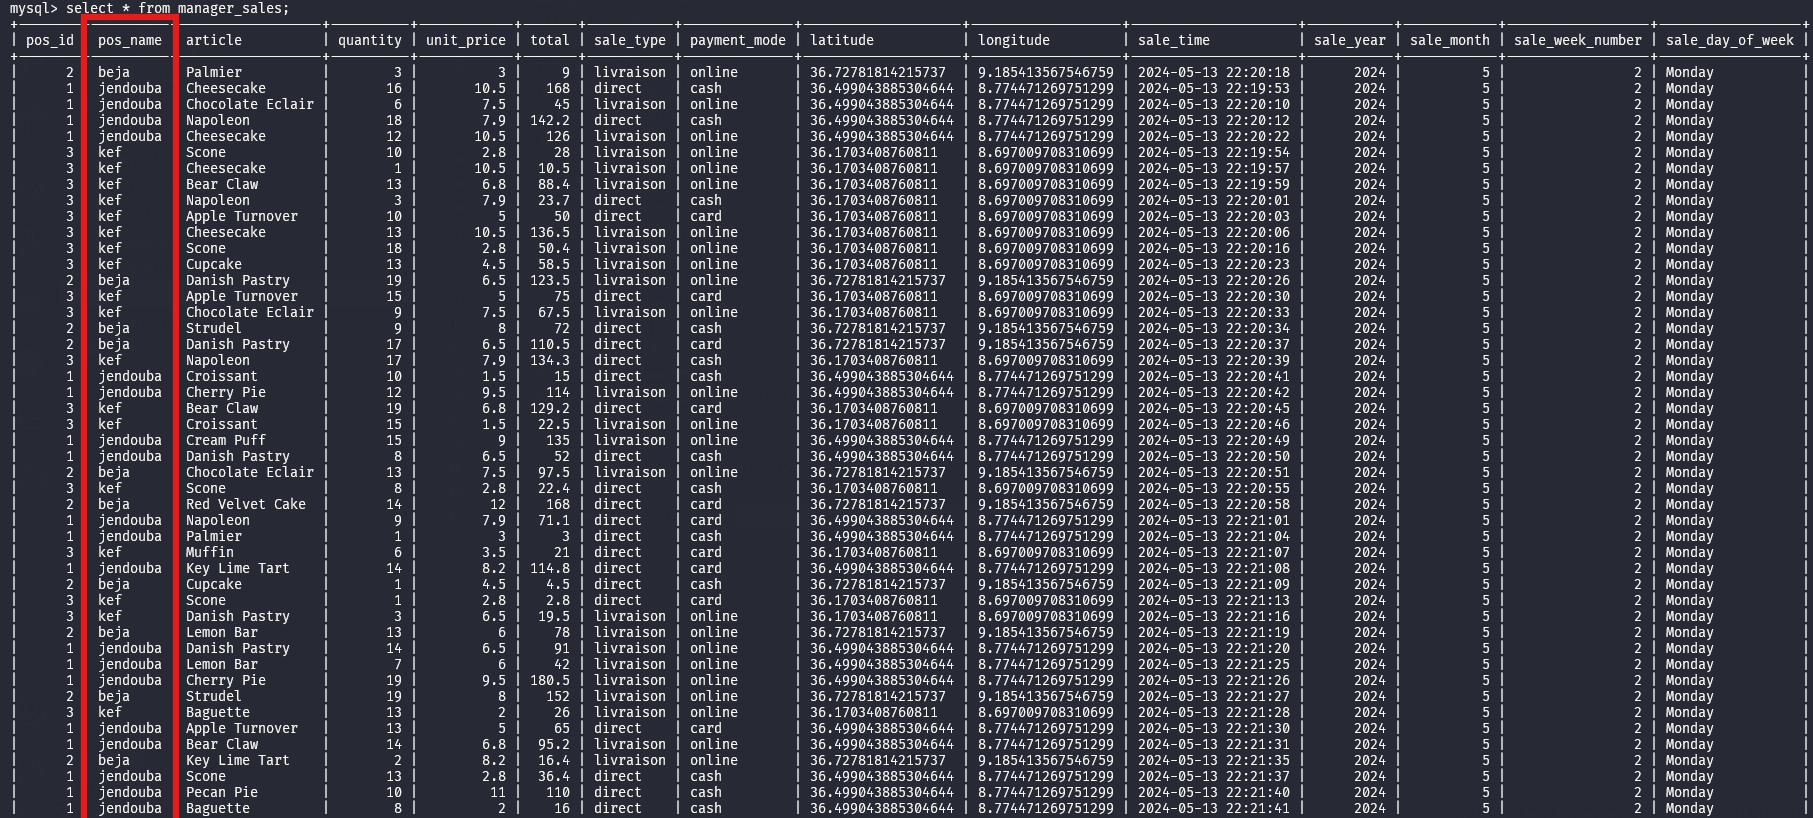 mysql> select * from manager_sales;
| pos_id | pos_name | article | quantity | unit_price | total | sale_type | payment_mode | latitude | longitude | sale_time | sale_year | sale_month | sale_week_number | sale_day_of_week |
| 2 | beja | Palmier | 3 | 3 | 9 | livraison | online | 36.72781814215737 | 9.185413567546759 | 2024-05-13 22:20:18 | 2024 | 5 | 2 | Monday |
| 1 | jendouba | Cheesecake | 16 | 10.5 | 168 | direct | cash | 36.499043885304644 | 8.774471269751299 | 2024-05-13 22:19:53 | 2024 | 5 | 2 | Monday |
| 1 | jendouba | Chocolate Eclair | 6 | 7.5 | 45 | livraison | online | 36.499043885304644 | 8.774471269751299 | 2024-05-13 22:20:10 | 2024 | 5 | 2 | Monday |
| 1 | jendouba | Napoleon | 18 | 7.9 | 142.2 | direct | cash | 36.499043885304644 | 8.774471269751299 | 2024-05-13 22:20:12 | 2024 | 5 | 2 | Monday |
| 1 | jendouba | Cheesecake | 12 | 10.5 | 126 | livraison | online | 36.499043885304644 | 8.774471269751299 | 2024-05-13 22:20:22 | 2024 | 5 | 2 | Monday |
| 3 | kef | Scone | 10 | 2.8 | 28 | livraison | online | 36.1703408760811 | 8.697009708310699 | 2024-05-13 22:19:54 | 2024 | 5 | 2 | Monday |
| 3 | kef | Cheesecake | 1 | 10.5 | 10.5 | livraison | online | 36.1703408760811 | 8.697009708310699 | 2024-05-13 22:19:57 | 2024 | 5 | 2 | Monday |
| 3 | kef | Bear Claw | 13 | 6.8 | 88.4 | livraison | online | 36.1703408760811 | 8.697009708310699 | 2024-05-13 22:19:59 | 2024 | 5 | 2 | Monday |
| 3 | kef | Napoleon | 3 | 7.9 | 23.7 | direct | cash | 36.1703408760811 | 8.697009708310699 | 2024-05-13 22:20:01 | 2024 | 5 | 2 | Monday |
| 3 | kef | Apple Turnover | 10 | 5 | 50 | direct | card | 36.1703408760811 | 8.697009708310699 | 2024-05-13 22:20:03 | 2024 | 5 | 2 | Monday |
| 3 | kef | Cheesecake | 13 | 10.5 | 136.5 | livraison | online | 36.1703408760811 | 8.697009708310699 | 2024-05-13 22:20:06 | 2024 | 5 | 2 | Monday |
| 3 | kef | Scone | 18 | 2.8 | 50.4 | livraison | online | 36.1703408760811 | 8.697009708310699 | 2024-05-13 22:20:16 | 2024 | 5 | 2 | Monday |
| 3 | kef | Cupcake | 13 | 4.5 | 58.5 | livraison | online | 36.1703408760811 | 8.697009708310699 | 2024-05-13 22:20:23 | 2024 | 5 | 2 | Monday |
| 2 | beja | Danish Pastry | 19 | 6.5 | 123.5 | livraison | online | 36.72781814215737 | 9.185413567546759 | 2024-05-13 22:20:26 | 2024 | 5 | 2 | Monday |
| 3 | kef | Apple Turnover | 15 | 5 | 75 | direct | card | 36.1703408760811 | 8.697009708310699 | 2024-05-13 22:20:30 | 2024 | 5 | 2 | Monday |
| 3 | kef | Chocolate Eclair | 9 | 7.5 | 67.5 | livraison | online | 36.1703408760811 | 8.697009708310699 | 2024-05-13 22:20:33 | 2024 | 5 | 2 | Monday |
| 2 | beja | Strudel | 9 | 8 | 72 | direct | cash | 36.72781814215737 | 9.185413567546759 | 2024-05-13 22:20:34 | 2024 | 5 | 2 | Monday |
| 2 | beja | Danish Pastry | 17 | 6.5 | 110.5 | direct | card | 36.72781814215737 | 9.185413567546759 | 2024-05-13 22:20:37 | 2024 | 5 | 2 | Monday |
| 3 | kef | Napoleon | 17 | 7.9 | 134.3 | direct | cash | 36.1703408760811 | 8.697009708310699 | 2024-05-13 22:20:39 | 2024 | 5 | 2 | Monday |
| 1 | jendouba | Croissant | 10 | 1.5 | 15 | direct | cash | 36.499043885304644 | 8.774471269751299 | 2024-05-13 22:20:41 | 2024 | 5 | 2 | Monday |
| 1 | jendouba | Cherry Pie | 12 | 9.5 | 114 | livraison | online | 36.499043885304644 | 8.774471269751299 | 2024-05-13 22:20:42 | 2024 | 5 | 2 | Monday |
| 3 | kef | Bear Claw | 19 | 6.8 | 129.2 | direct | card | 36.1703408760811 | 8.697009708310699 | 2024-05-13 22:20:45 | 2024 | 5 | 2 | Monday |
| 3 | kef | Croissant | 15 | 1.5 | 22.5 | livraison | online | 36.1703408760811 | 8.697009708310699 | 2024-05-13 22:20:46 | 2024 | 5 | 2 | Monday |
| 1 | jendouba | Cream Puff | 15 | 9 | 135 | livraison | online | 36.499043885304644 | 8.774471269751299 | 2024-05-13 22:20:49 | 2024 | 5 | 2 | Monday |
| 1 | jendouba | Danish Pastry | 8 | 6.5 | 52 | direct | cash | 36.499043885304644 | 8.774471269751299 | 2024-05-13 22:20:50 | 2024 | 5 | 2 | Monday |
| 2 | beja | Chocolate Eclair | 13 | 7.5 | 97.5 | livraison | online | 36.72781814215737 | 9.185413567546759 | 2024-05-13 22:20:51 | 2024 | 5 | 2 | Monday |
| 3 | kef | Scone | 8 | 2.8 | 22.4 | direct | cash | 36.1703408760811 | 8.697009708310699 | 2024-05-13 22:20:55 | 2024 | 5 | 2 | Monday |
| 2 | beja | Red Velvet Cake | 14 | 12 | 168 | direct | card | 36.72781814215737 | 9.185413567546759 | 2024-05-13 22:20:58 | 2024 | 5 | 2 | Monday |
| 1 | jendouba | Napoleon | 9 | 7.9 | 71.1 | direct | card | 36.499043885304644 | 8.774471269751299 | 2024-05-13 22:21:01 | 2024 | 5 | 2 | Monday |
| 1 | jendouba | Palmier | 1 | 3 | 3 | direct | cash | 36.499043885304644 | 8.774471269751299 | 2024-05-13 22:21:04 | 2024 | 5 | 2 | Monday |
| 3 | kef | Muffin | 6 | 3.5 | 21 | direct | card | 36.1703408760811 | 8.697009708310699 | 2024-05-13 22:21:07 | 2024 | 5 | 2 | Monday |
| 1 | jendouba | Key Lime Tart | 14 | 8.2 | 114.8 | direct | card | 36.499043885304644 | 8.774471269751299 | 2024-05-13 22:21:08 | 2024 | 5 | 2 | Monday |
| 2 | beja | Cupcake | 1 | 4.5 | 4.5 | direct | cash | 36.72781814215737 | 9.185413567546759 | 2024-05-13 22:21:09 | 2024 | 5 | 2 | Monday |
| 3 | kef | Scone | 1 | 2.8 | 2.8 | direct | card | 36.1703408760811 | 8.697009708310699 | 2024-05-13 22:21:13 | 2024 | 5 | 2 | Monday |
| 3 | kef | Danish Pastry | 3 | 6.5 | 19.5 | livraison | online | 36.1703408760811 | 8.697009708310699 | 2024-05-13 22:21:16 | 2024 | 5 | 2 | Monday |
| 2 | beja | Lemon Bar | 13 | 6 | 78 | livraison | online | 36.72781814215737 | 9.185413567546759 | 2024-05-13 22:21:19 | 2024 | 5 | 2 | Monday |
| 1 | jendouba | Danish Pastry | 14 | 6.5 | 91 | livraison | online | 36.499043885304644 | 8.774471269751299 | 2024-05-13 22:21:20 | 2024 | 5 | 2 | Monday |
| 1 | jendouba | Lemon Bar | 7 | 6 | 42 | livraison | online | 36.499043885304644 | 8.774471269751299 | 2024-05-13 22:21:25 | 2024 | 5 | 2 | Monday |
| 1 | jendouba | Cherry Pie | 19 | 9.5 | 180.5 | livraison | online | 36.499043885304644 | 8.774471269751299 | 2024-05-13 22:21:26 | 2024 | 5 | 2 | Monday |
| 2 | beja | Strudel | 19 | 8 | 152 | livraison | online | 36.72781814215737 | 9.185413567546759 | 2024-05-13 22:21:27 | 2024 | 5 | 2 | Monday |
| 3 | kef | Baguette | 13 | 2 | 26 | livraison | online | 36.1703408760811 | 8.697009708310699 | 2024-05-13 22:21:28 | 2024 | 5 | 2 | Monday |
| 1 | jendouba | Apple Turnover | 13 | 5 | 65 | direct | card | 36.499043885304644 | 8.774471269751299 | 2024-05-13 22:21:30 | 2024 | 5 | 2 | Monday |
| 1 | jendouba | Bear Claw | 14 | 6.8 | 95.2 | livraison | online | 36.499043885304644 | 8.774471269751299 | 2024-05-13 22:21:31 | 2024 | 5 | 2 | Monday |
| 2 | beja | Key Lime Tart | 2 | 8.2 | 16.4 | livraison | online | 36.72781814215737 | 9.185413567546759 | 2024-05-13 22:21:35 | 2024 | 5 | 2 | Monday |
| 1 | jendouba | Scone | 13 | 2.8 | 36.4 | direct | cash | 36.499043885304644 | 8.774471269751299 | 2024-05-13 22:21:37 | 2024 | 5 | 2 | Monday |
| 1 | jendouba | Pecan Pie | 10 | 11 | 110 | direct | cash | 36.499043885304644 | 8.774471269751299 | 2024-05-13 22:21:40 | 2024 | 5 | 2 | Monday |
| 1 | jendouba | Baguette | 8 | 2 | 16 | direct | cash | 36.499043885304644 | 8.774471269751299 | 2024-05-13 22:21:41 | 2024 | 5 | 2 | Monday |